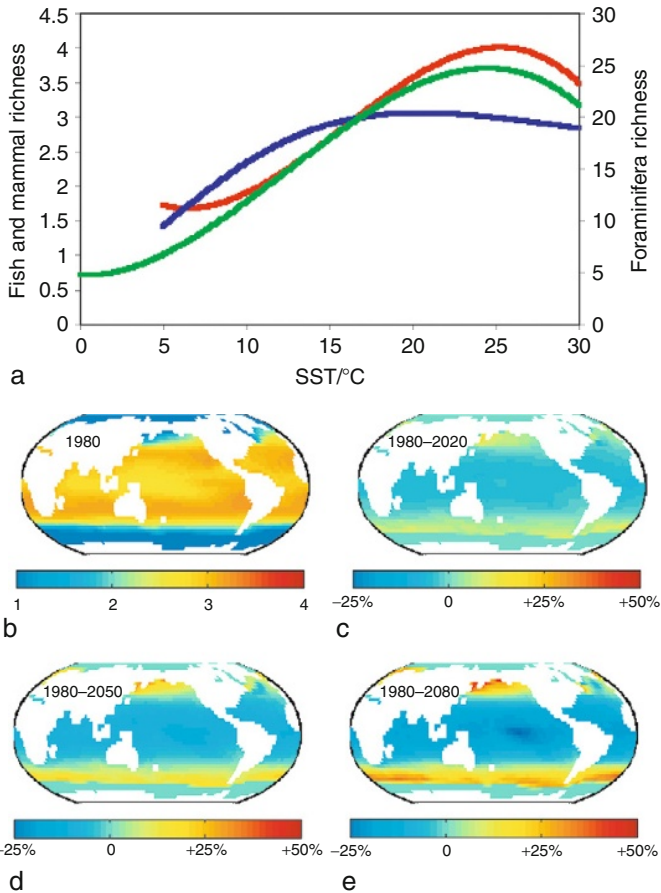 4.5
4
3.5
3
2.5
2
1.5
1
0.5
0
Fish and mammal richness
30
25
20
15
10
5
0
Foraminifera richness
0 5 10 15 20 25 30
SST/°C
a
1980
1 2 3 4
b
1980–2020
−25% 0 +25% +50%
c
1980–2050
-25% 0 +25% +50%
d
1980–2080
−25% 0 +25% +50%
e